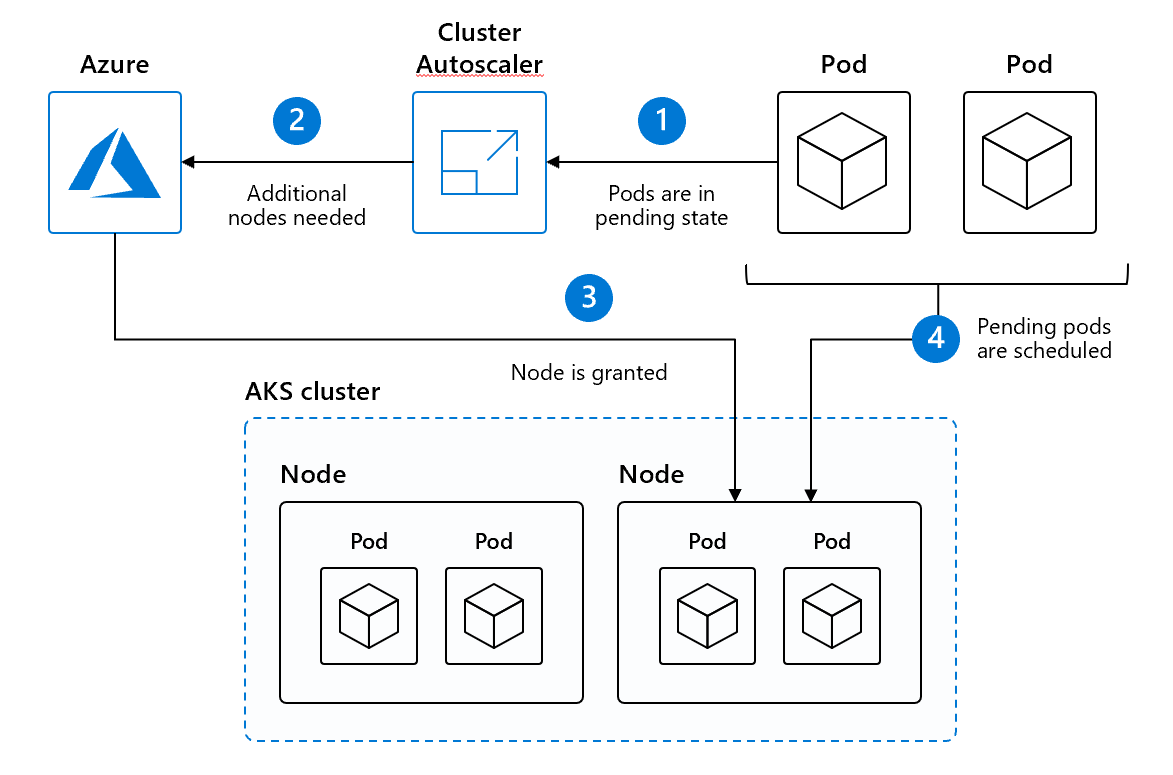 Azure
Cluster
Autoscaler
Pod
Pod
2
1
Additional
nodes needed
Pods are in
pending state
3
4
Pending pods
are scheduled
Node is granted
AKS cluster
Node
Node
Pod
Pod
Pod
Pod